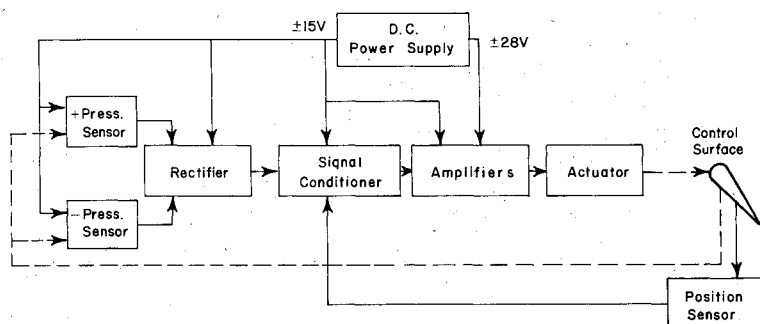 ±15V
D.C.
Power Supply
±28V
+Press.
Sensor
Rectifier
Signal
Conditioner
Amplifiers
Actuator
Control
Surface
−Press.
Sensor
Position
Sensor